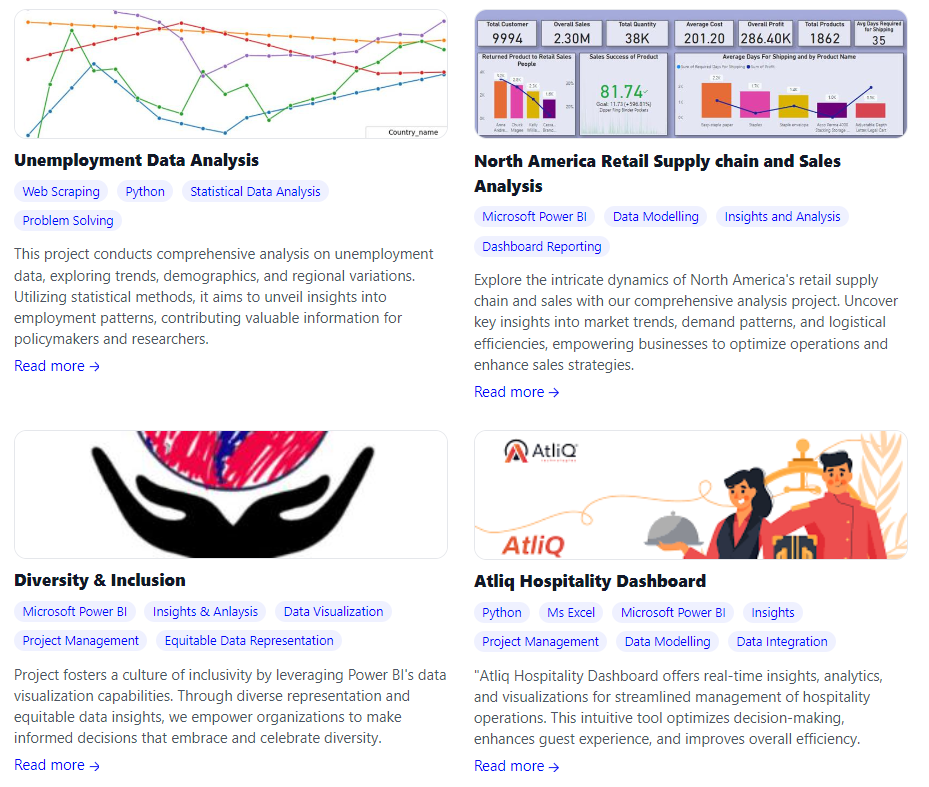 Country_name
Unemployment Data Analysis
Web Scraping Python Statistical Data Analysis
Problem Solving
This project conducts comprehensive analysis on unemployment
data, exploring trends, demographics, and regional variations.
Utilizing statistical methods, it aims to unveil insights into
employment patterns, contributing valuable information for
policymakers and researchers.
Read more →
Total Customer
9994
Overall Sales
2.30M
Total Quantity
38K
Average Cost
201.20
Overall Profit
286.40K
Total Products
1862
Avg Days Required
for Shipping
35
Returned Product to Retail Sales
People
Sales Success of Product
81.74
Goal: 11.73 (+596.81%)
Average Days For Shipping and by Product Name
North America Retail Supply chain and Sales
Analysis
Microsoft Power BI Data Modelling Insights and Analysis
Dashboard Reporting
Explore the intricate dynamics of North America's retail supply
chain and sales with our comprehensive analysis project. Uncover
key insights into market trends, demand patterns, and logistical
efficiencies, empowering businesses to optimize operations and
enhance sales strategies.
Read more →
Diversity & Inclusion
Microsoft Power BI Insights & Anlaysis Data Visualization
Project Management Equitable Data Representation
Project fosters a culture of inclusivity by leveraging Power BI's data
visualization capabilities. Through diverse representation and
equitable data insights, we empower organizations to make
informed decisions that embrace and celebrate diversity.
Read more →
AtliQ
technologies
AtliQ
Atliq Hospitality Dashboard
Python Ms Excel Microsoft Power BI Insights
Project Management Data Modelling Data Integration
"Atliq Hospitality Dashboard offers real-time insights, analytics,
and visualizations for streamlined management of hospitality
operations. This intuitive tool optimizes decision-making,
enhances guest experience, and improves overall efficiency.
Read more →